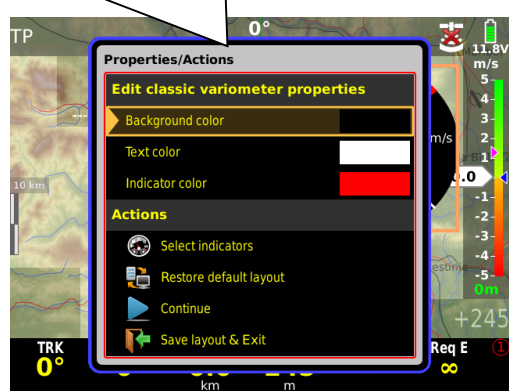 TP
0°
11.8V
m/s
Properties/Actions
Edit classic variometer properties
Background color
Text color
Indicator color
Actions
Select indicators
Restore default layout
Continue
Save layout & Exit
5
4
3
2
1
m/s
.0
-1
-2
-3
-4
-5
0m
10 km
+245
TRK
0°
km
m
Req E
1
∞